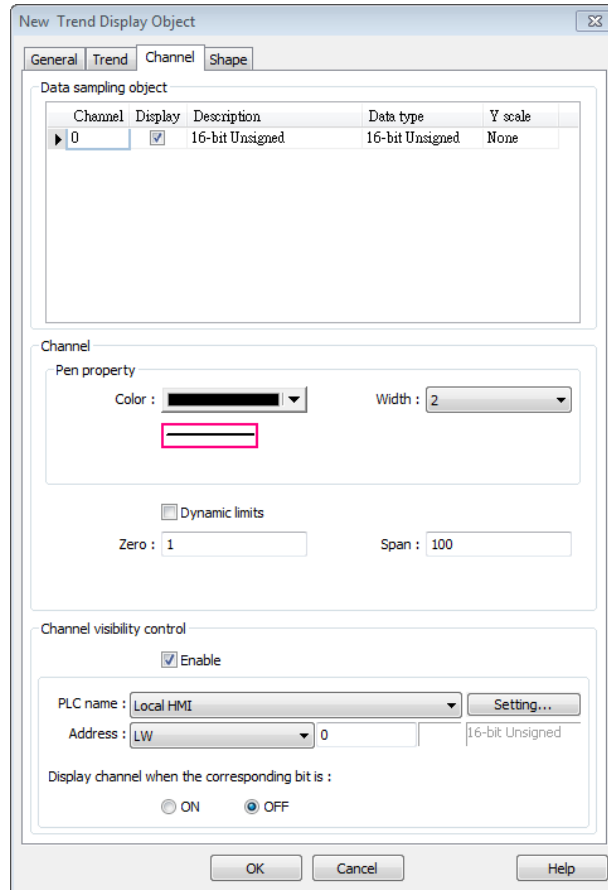 New Trend Display Object
General Trend Channel Shape
Data sampling object
Channel Display Description Data type Y scale
0 16-bit Unsigned 16-bit Unsigned None
Channel
Pen property
Color : Width : 2
Dynamic limits
Zero : 1 Span : 100
Channel visibility control
Enable
PLC name : Local HMI Setting...
Address : LW 0 16-bit Unsigned
Display channel when the corresponding bit is :
ON OFF
OK Cancel Help